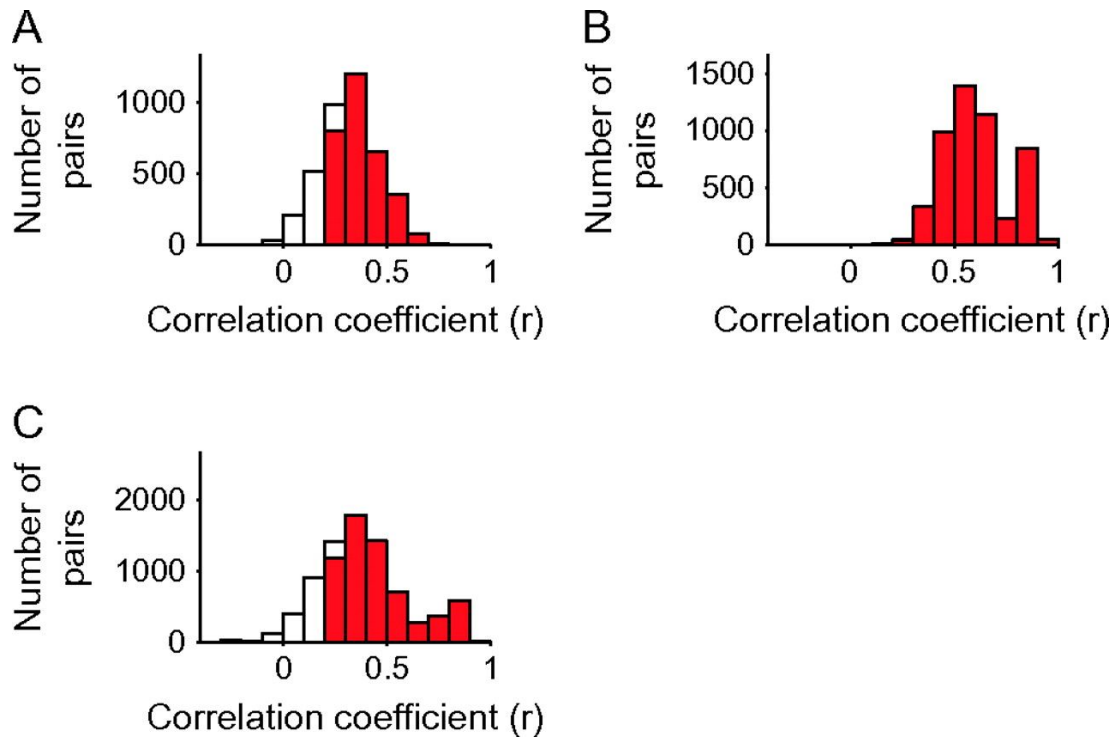 A
Number of
pairs
1000
500
0
0
0.5
1
Correlation coefficient (r)
B
Number of
pairs
1500
1000
500
0
0
0.5
1
Correlation coefficient (r)
C
Number of
pairs
2000
1000
0
0
0.5
1
Correlation coefficient (r)